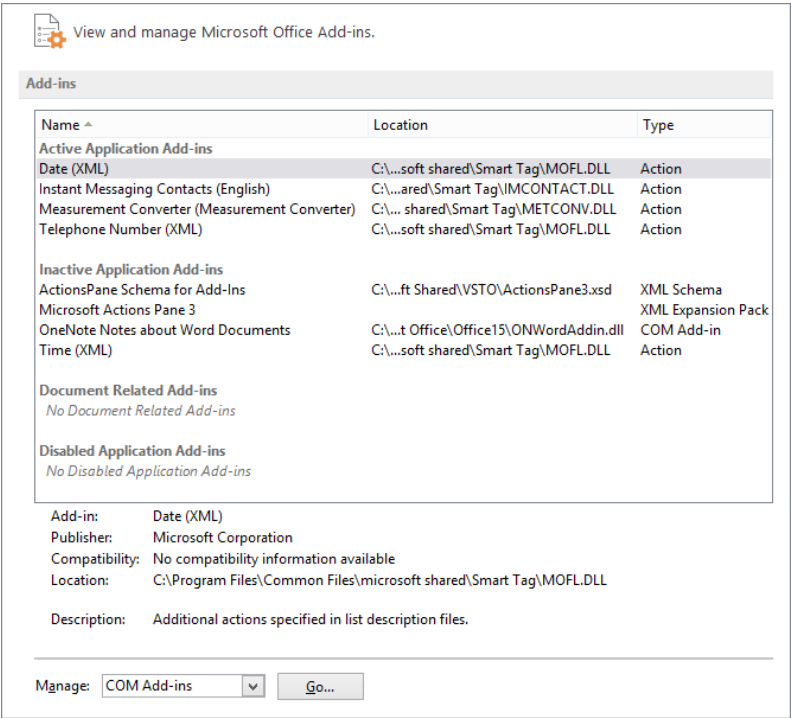 View and manage Microsoft Office Add-ins.
Add-ins
Name Location Type
Active Application Add-ins
Date (XML) C:\...soft shared\Smart Tag\MOFL.DLL Action
Instant Messaging Contacts (English) C:\...ared\Smart Tag\IMCONTACT.DLL Action
Measurement Converter (Measurement Converter) C:\... shared\Smart Tag\METCONV.DLL Action
Telephone Number (XML) C:\...soft shared\Smart Tag\MOFL.DLL Action
Inactive Application Add-ins
ActionsPane Schema for Add-Ins C:\...ft Shared\VSTO\ActionsPane3.xsd XML Schema
Microsoft Actions Pane 3 XML Expansion Pack
OneNote Notes about Word Documents C:\...t Office\Office15\ONWordAddin.dll COM Add-in
Time (XML) C:\...soft shared\Smart Tag\MOFL.DLL Action
Document Related Add-ins
No Document Related Add-ins
Disabled Application Add-ins
No Disabled Application Add-ins
Add-in: Date (XML)
Publisher: Microsoft Corporation
Compatibility: No compatibility information available
Location: C:\Program Files\Common Files\microsoft shared\Smart Tag\MOFL.DLL
Description: Additional actions specified in list description files.
Manage: COM Add-ins Go...